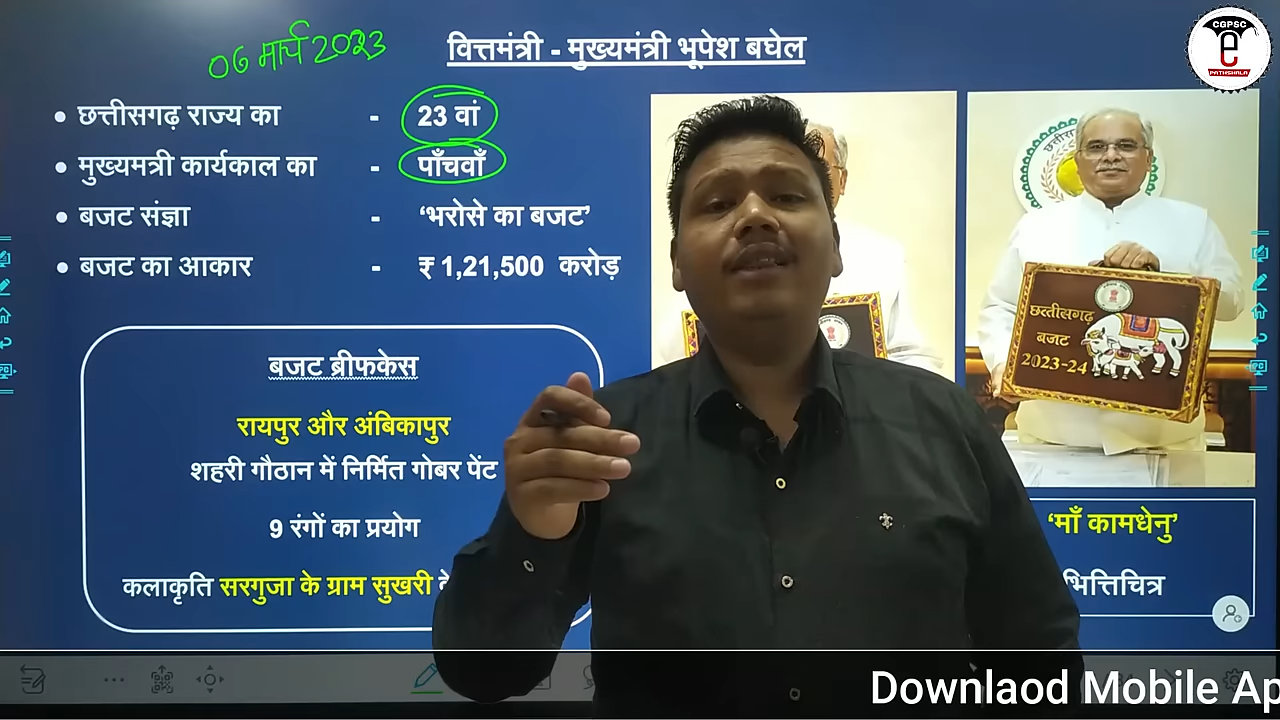 CGPSC
e
PATHSHALA
06 मार्च 2023
वित्तमंत्री - मुख्यमंत्री भूपेश बघेल
• छत्तीसगढ़ राज्य का - 23 वां
• मुख्यमत्री कार्यकाल का - पाँचवाँ
• बजट संज्ञा - ‘भरोसे का बजट’
• बजट का आकार - ₹ 1,21,500 करोड़
बजट ब्रीफकेस
रायपुर और अंबिकापुर
शहरी गौठान में निर्मित गोबर पेंट
9 रंगों का प्रयोग
कलाकृति सरगुजा के ग्राम सुखरी
छत्तीसगढ़
बजट
2023-24
‘माँ कामधेनु’
भित्तिचित्र
Downlaod Mobile Ap